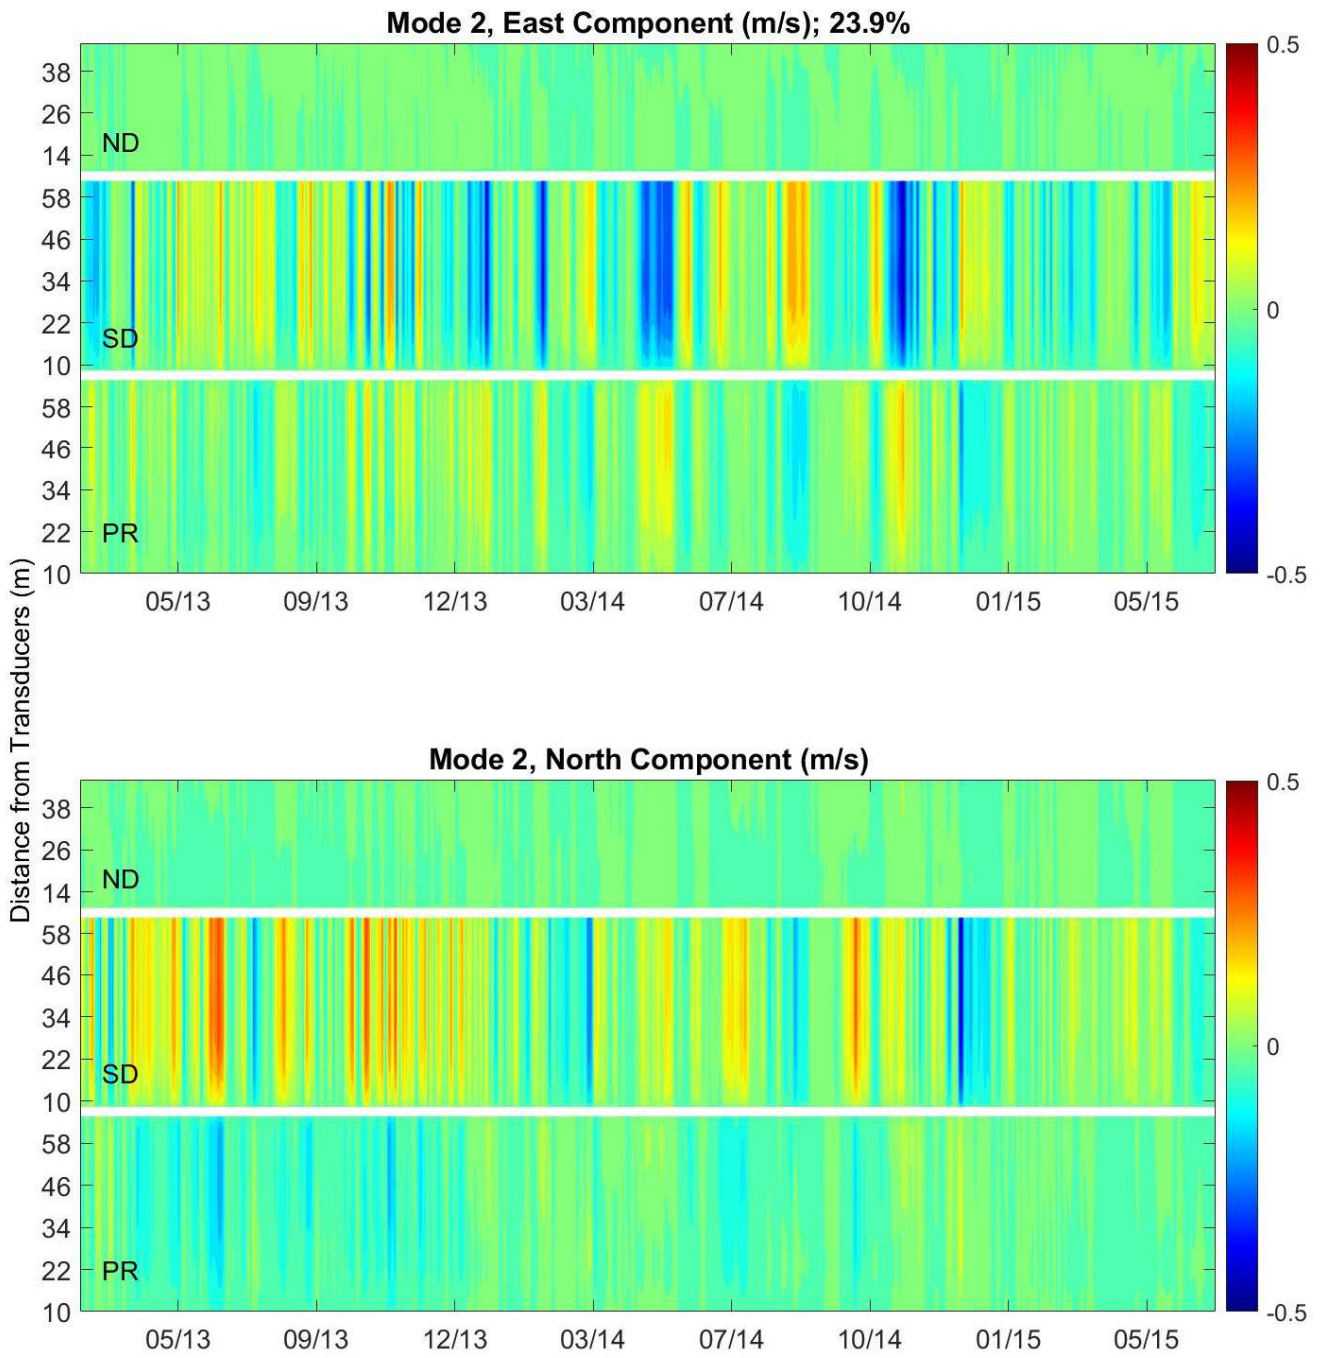 Mode 2, East Component (m/s); 23.9%
38
26
14
ND
58
46
34
22
10
SD
58
46
34
22
10
PR
05/13 09/13 12/13 03/14 07/14 10/14 01/15 05/15
0.5
0
-0.5
Distance from Transducers (m)
Mode 2, North Component (m/s)
38
26
14
ND
58
46
34
22
10
SD
58
46
34
22
10
PR
05/13 09/13 12/13 03/14 07/14 10/14 01/15 05/15
0.5
0
-0.5